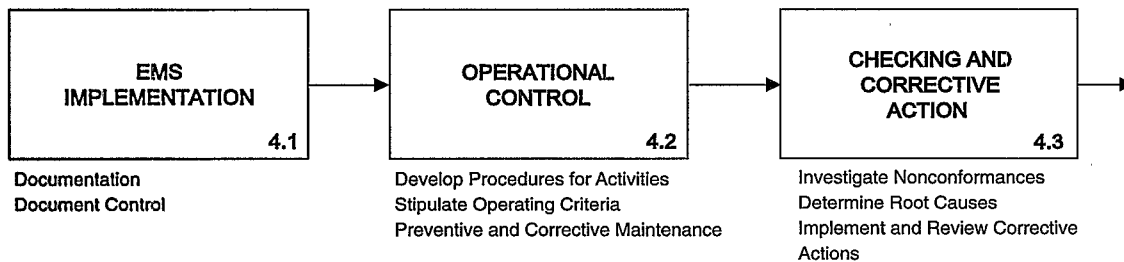 EMS
IMPLEMENTATION
4.1
Documentation
Document Control
OPERATIONAL
CONTROL
4.2
Develop Procedures for Activities
Stipulate Operating Criteria
Preventive and Corrective Maintenance
CHECKING AND
CORRECTIVE
ACTION
4.3
Investigate Nonconformances
Determine Root Causes
Implement and Review Corrective
Actions